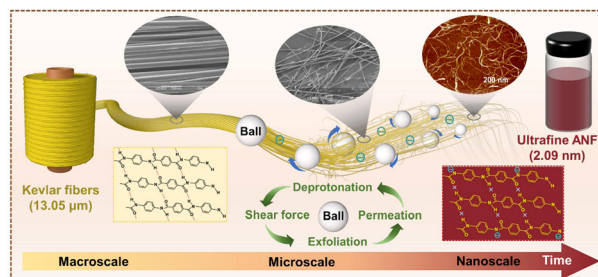 200 nm
Ball
Kevlar fibers
(13.05 μm)
Ultrafine ANF
(2.09 nm)
Deprotonation
Shear force
Ball
Permeation
Exfoliation
Macroscale
Microscale
Nanoscale
Time